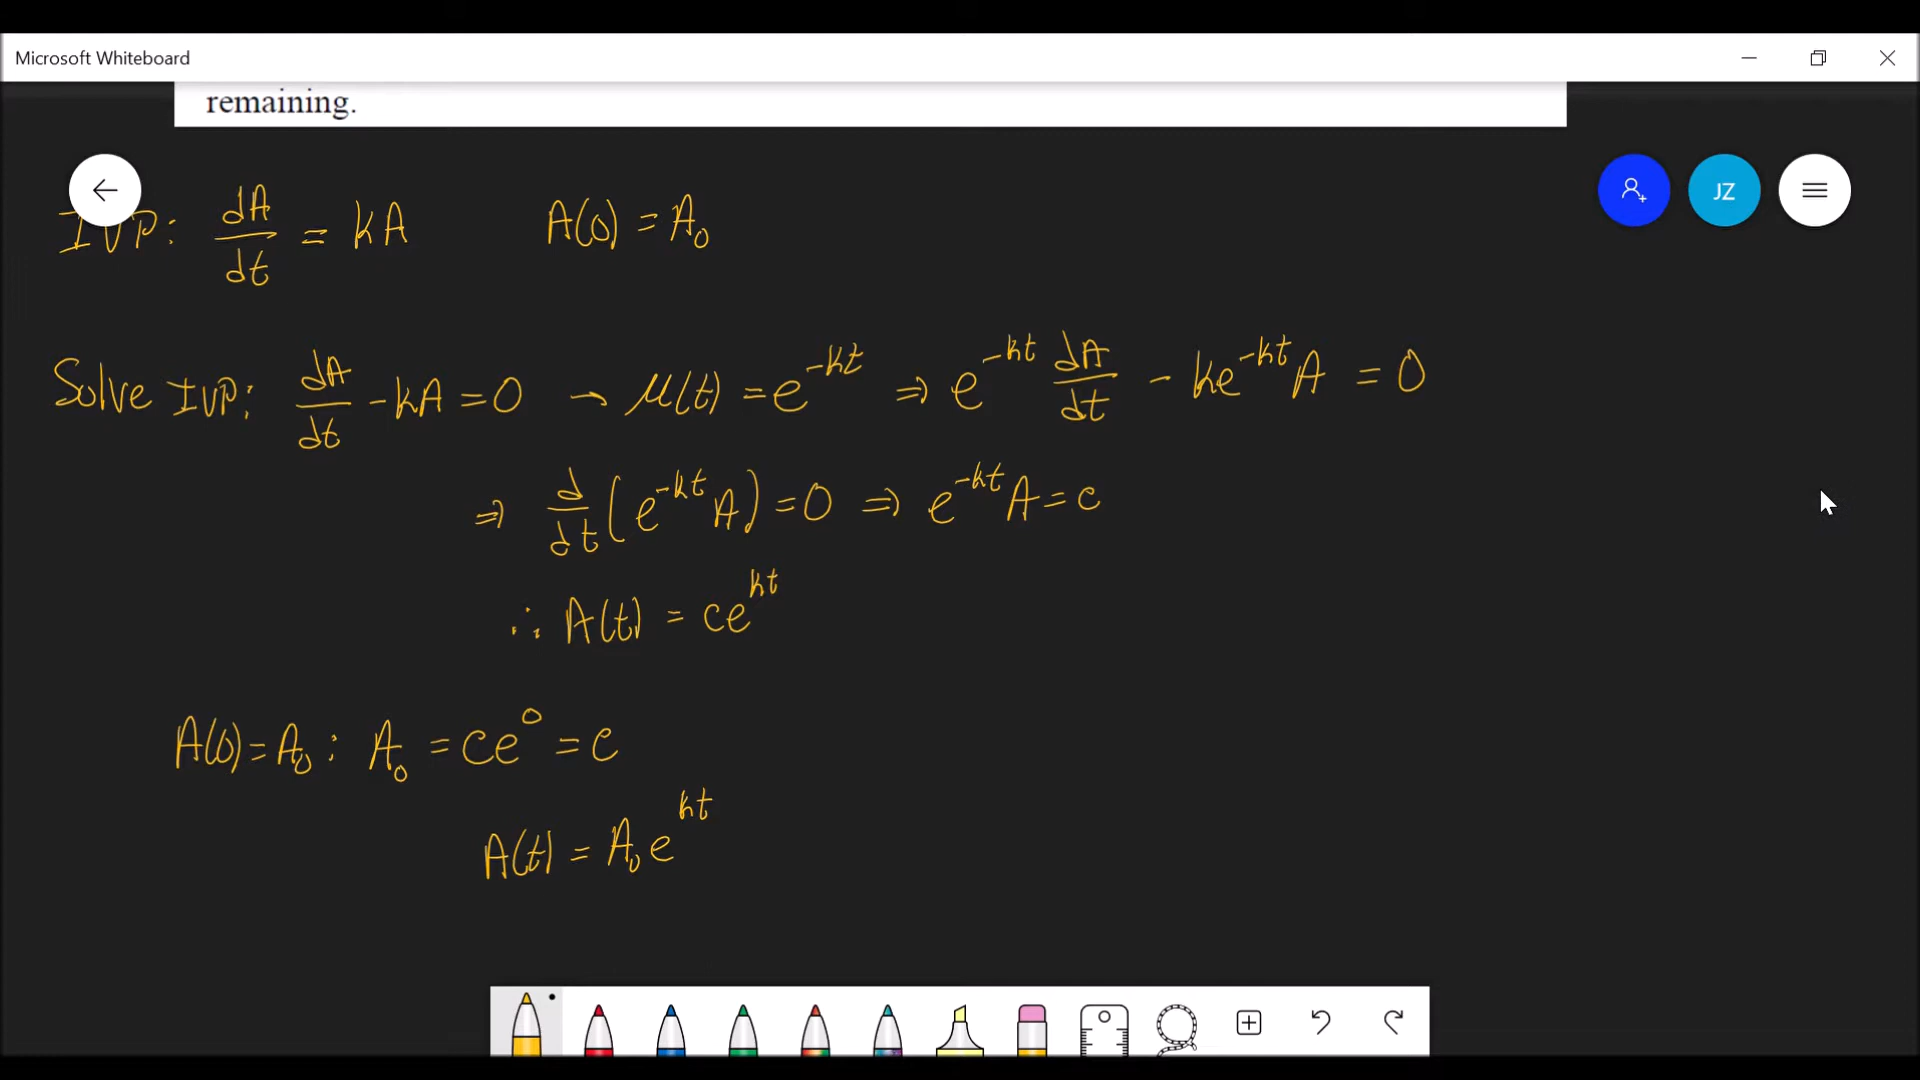 Microsoft Whiteboard
remaining.
JZ
IVP: dA/dt = kA A(0) = A₀
Solve IVP: dA/dt - kA = 0 → μ(t) = e^{-kt} ⇒ e^{-kt} dA/dt - ke^{-kt}A = 0
⇒ d/dt (e^{-kt}A) = 0 ⇒ e^{-kt}A = c
∴ A(t) = ce^{kt}
A(0) = A₀: A₀ = ce⁰ = c
A(t) = A₀e^{kt}